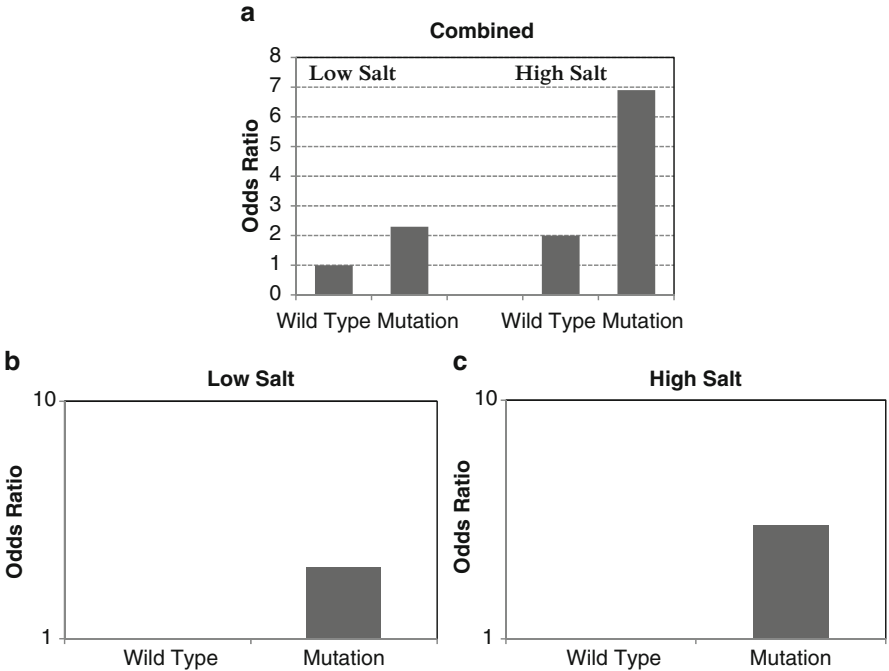 a
Combined
Odds Ratio
8
7
6
5
4
3
2
1
0
Low Salt
High Salt
Wild Type Mutation
Wild Type Mutation
b
Low Salt
Odds Ratio
10
1
Wild Type
Mutation
c
High Salt
Odds Ratio
10
1
Wild Type
Mutation